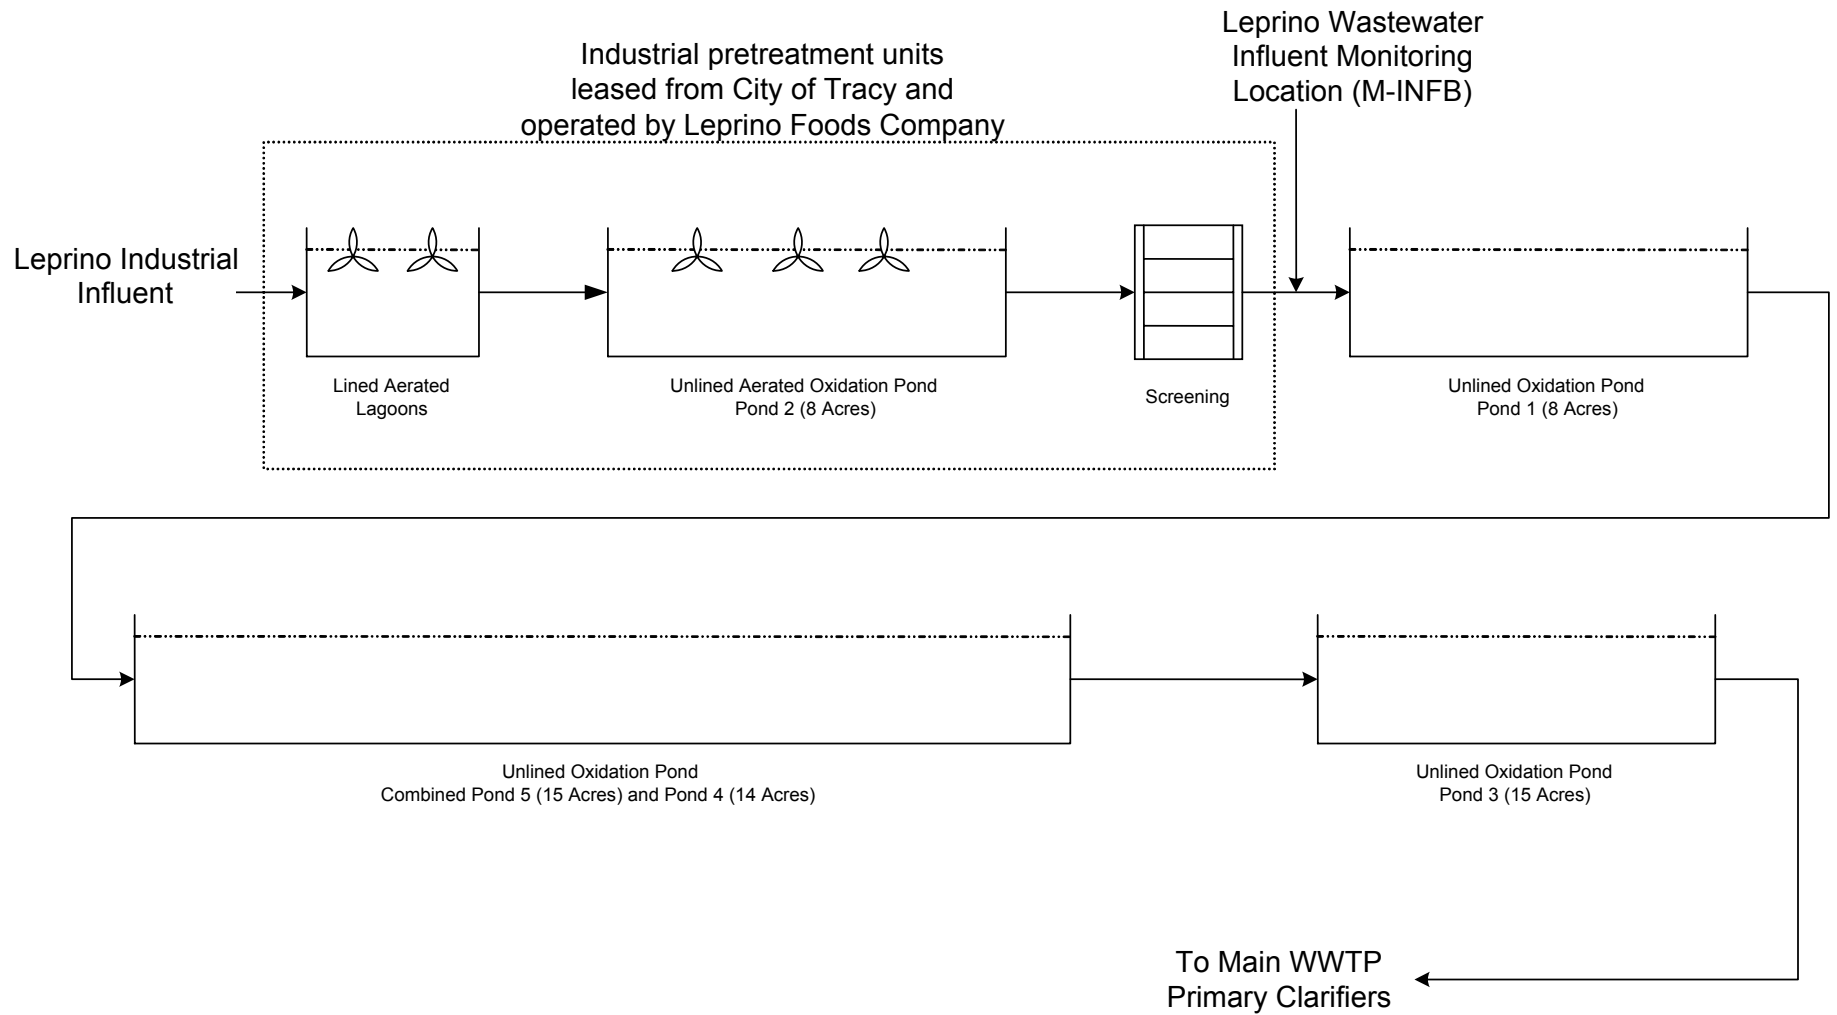 Leprino Wastewater
Influent Monitoring
Location (M-INFB)
Industrial pretreatment units
leased from City of Tracy and
operated by Leprino Foods Company
Leprino Industrial
Influent
Lined Aerated
Lagoons
Unlined Aerated Oxidation Pond
Pond 2 (8 Acres)
Screening
Unlined Oxidation Pond
Pond 1 (8 Acres)
Unlined Oxidation Pond
Combined Pond 5 (15 Acres) and Pond 4 (14 Acres)
Unlined Oxidation Pond
Pond 3 (15 Acres)
To Main WWTP
Primary Clarifiers